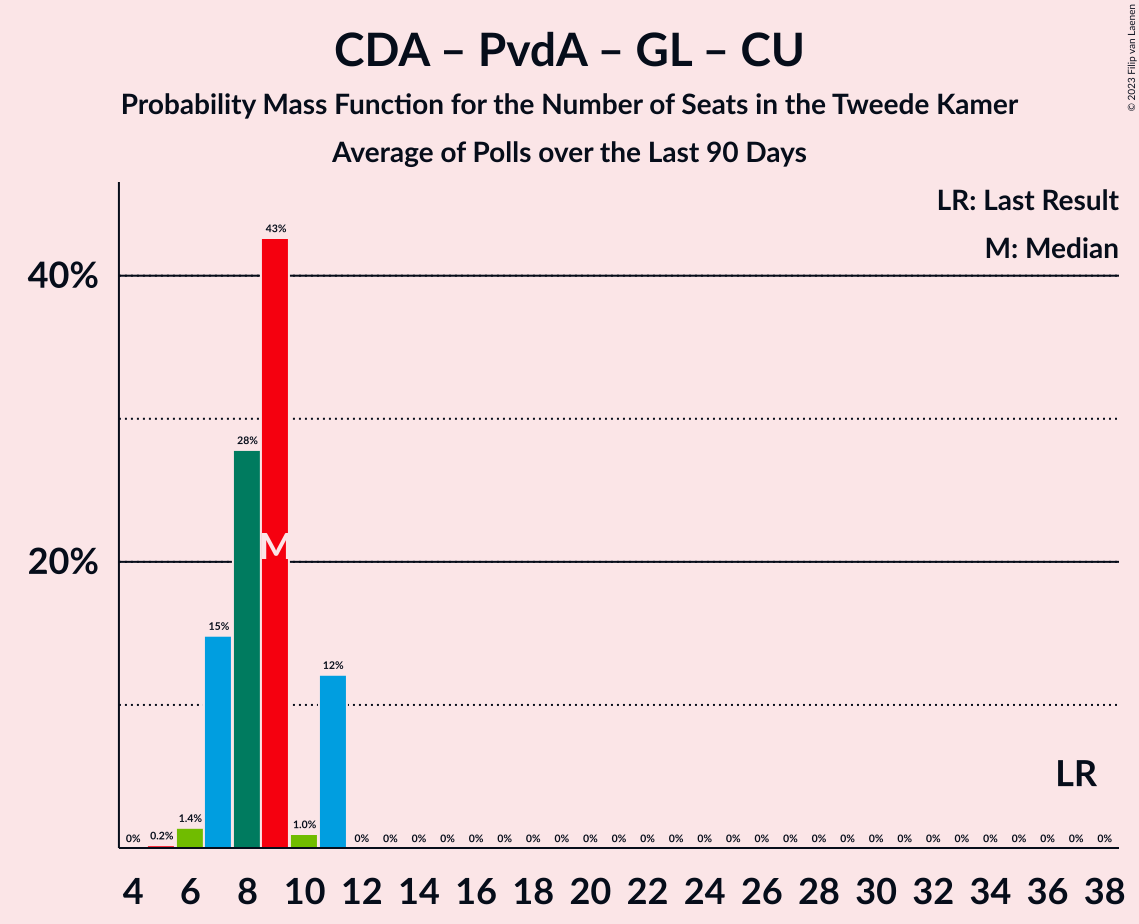 CDA – PvdA – GL – CU
Probability Mass Function for the Number of Seats in the Tweede Kamer
Average of Polls over the Last 90 Days
© 2023 Filip van Laenen
LR: Last Result
M: Median
40%
20%
0% 0.2% 1.4% 15% 28% 43% 1.0% 12% 0% 0% 0% 0% 0% 0% 0% 0% 0% 0% 0% 0% 0% 0% 0% 0% 0% 0% 0% 0% 0% 0% 0% 0% 0% 0% 0%
M
LR
4 6 8 10 12 14 16 18 20 22 24 26 28 30 32 34 36 38